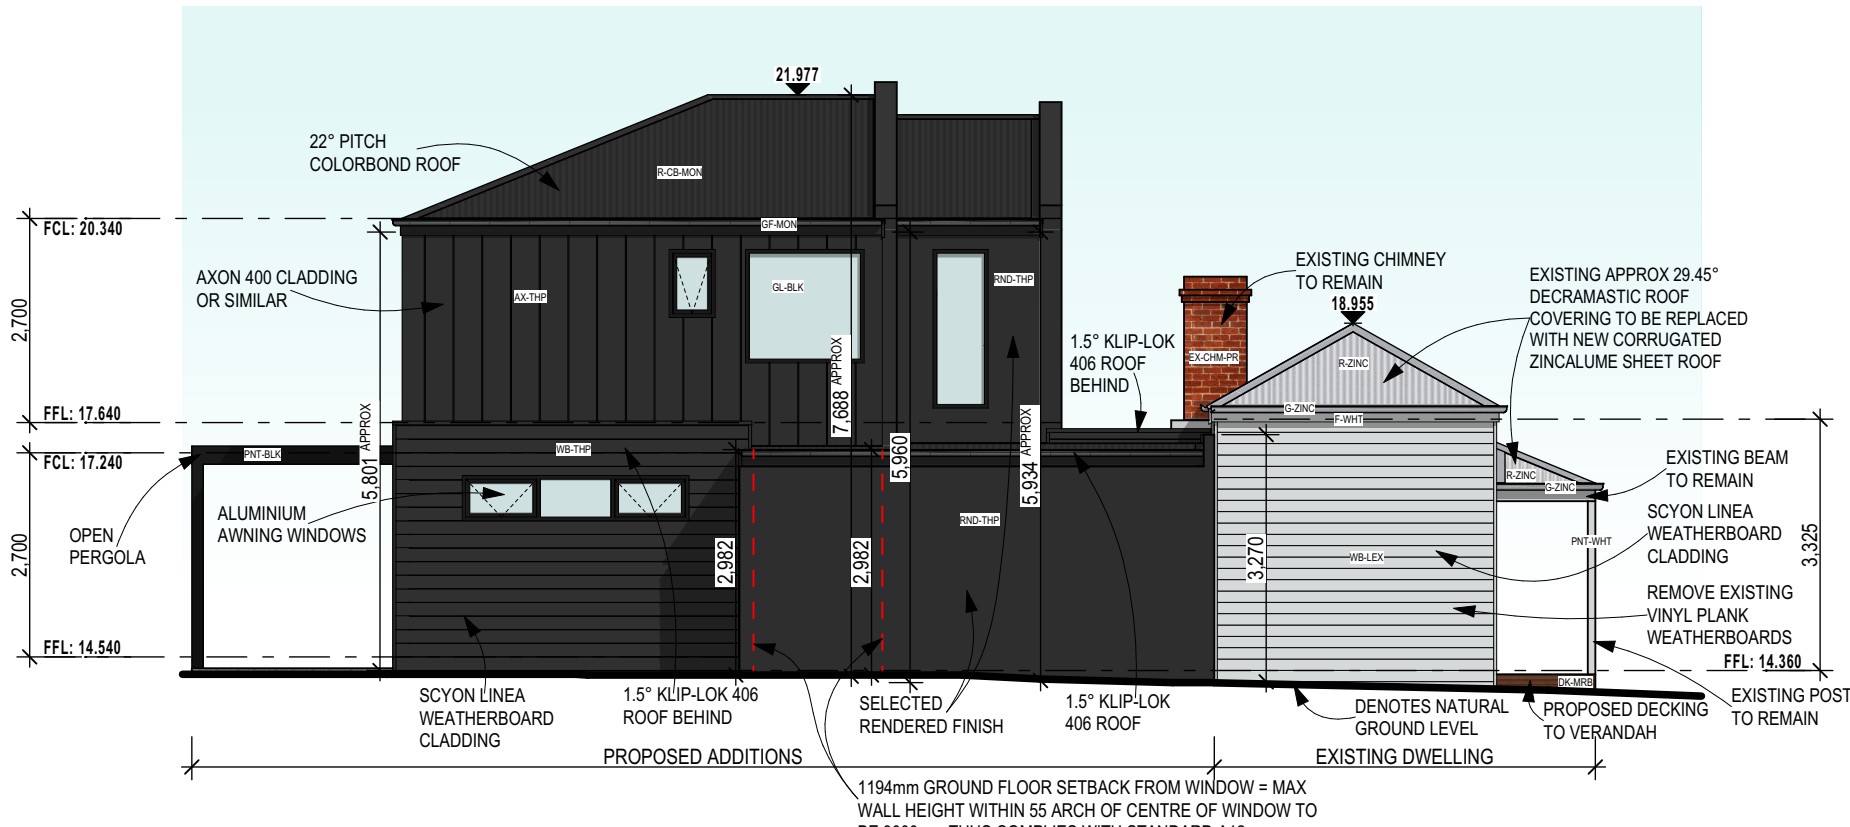 21.977
22° PITCH
COLORBOND ROOF
R-CB-MON
FCL: 20.340
GF-MON
AXON 400 CLADDING
OR SIMILAR
AX-THP
GL-BLK
RND-THP
2,700
EXISTING CHIMNEY
TO REMAIN
18.955
EXISTING APPROX 29.45°
DECRAMASTIC ROOF
COVERING TO BE REPLACED
WITH NEW CORRUGATED
ZINCALUME SHEET ROOF
1.5° KLIP-LOK
406 ROOF
BEHIND
EX-CHM-PR
R-ZINC
G-ZINC
F-WHT
FFL: 17.640
5,801 APPROX
7,688 APPROX
5,960
5,934 APPROX
PNT-BLK
FCL: 17.240
WB-THP
R-ZINC
G-ZINC
EXISTING BEAM
TO REMAIN
OPEN
PERGOLA
ALUMINIUM
AWNING WINDOWS
2,700
2,982
2,982
RND-THP
3,270
WB-LEX
PNT-WHT
SCYON LINEA
WEATHERBOARD
CLADDING
3,325
REMOVE EXISTING
VINYL PLANK
WEATHERBOARDS
FFL: 14.540
FFL: 14.360
DK-MRB
SCYON LINEA
WEATHERBOARD
CLADDING
1.5° KLIP-LOK 406
ROOF BEHIND
SELECTED
RENDERED FINISH
1.5° KLIP-LOK
406 ROOF
DENOTES NATURAL
GROUND LEVEL
PROPOSED DECKING
TO VERANDAH
EXISTING POST
TO REMAIN
PROPOSED ADDITIONS
EXISTING DWELLING
1194mm GROUND FLOOR SETBACK FROM WINDOW = MAX
WALL HEIGHT WITHIN 55 ARCH OF CENTRE OF WINDOW TO